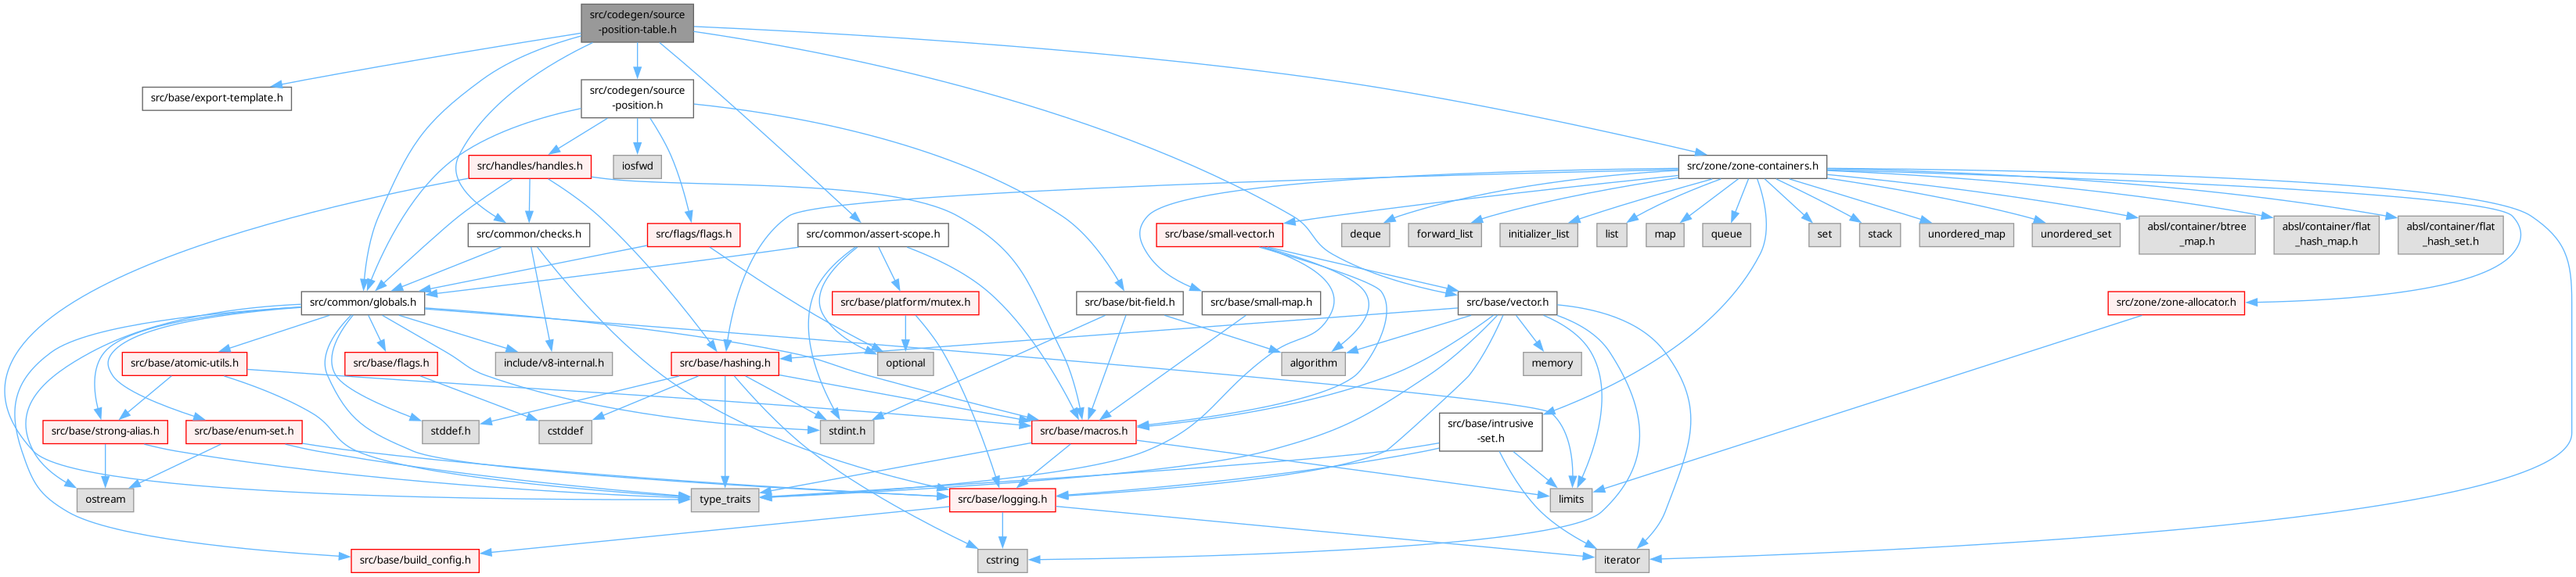 src/codegen/source
-position-table.h
src/base/export-template.h
src/codegen/source
-position.h
src/handles/handles.h
iosfwd
src/zone/zone-containers.h
src/common/checks.h
src/flags/flags.h
src/common/assert-scope.h
src/base/small-vector.h
deque
forward_list
initializer_list
list
map
queue
set
stack
unordered_map
unordered_set
absl/container/btree
_map.h
absl/container/flat
_hash_map.h
absl/container/flat
_hash_set.h
src/common/globals.h
src/base/platform/mutex.h
src/base/bit-field.h
src/base/small-map.h
src/base/vector.h
src/zone/zone-allocator.h
src/base/atomic-utils.h
src/base/flags.h
include/v8-internal.h
src/base/hashing.h
optional
algorithm
memory
src/base/strong-alias.h
src/base/enum-set.h
stddef.h
cstddef
stdint.h
src/base/macros.h
src/base/intrusive
-set.h
ostream
type_traits
src/base/logging.h
limits
src/base/build_config.h
cstring
iterator